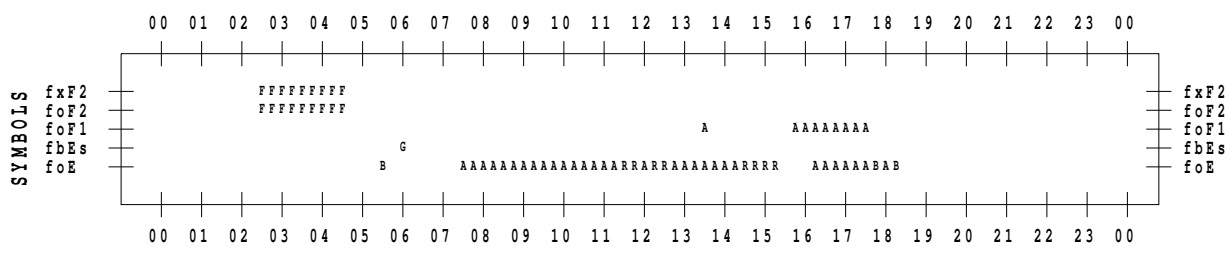 00 01 02 03 04 05 06 07 08 09 10 11 12 13 14 15 16 17 18 19 20 21 22 23 00
SYMBOLS
fxF2 FFFFFFFFF fxF2
foF2 FFFFFFFFF foF2
foF1 A AAAAAAAA foF1
fbEs G fbEs
foE B AAAAAAAAAAAAAAAARRARRAAAAAAARRRR AAAAAABAB foE
00 01 02 03 04 05 06 07 08 09 10 11 12 13 14 15 16 17 18 19 20 21 22 23 00